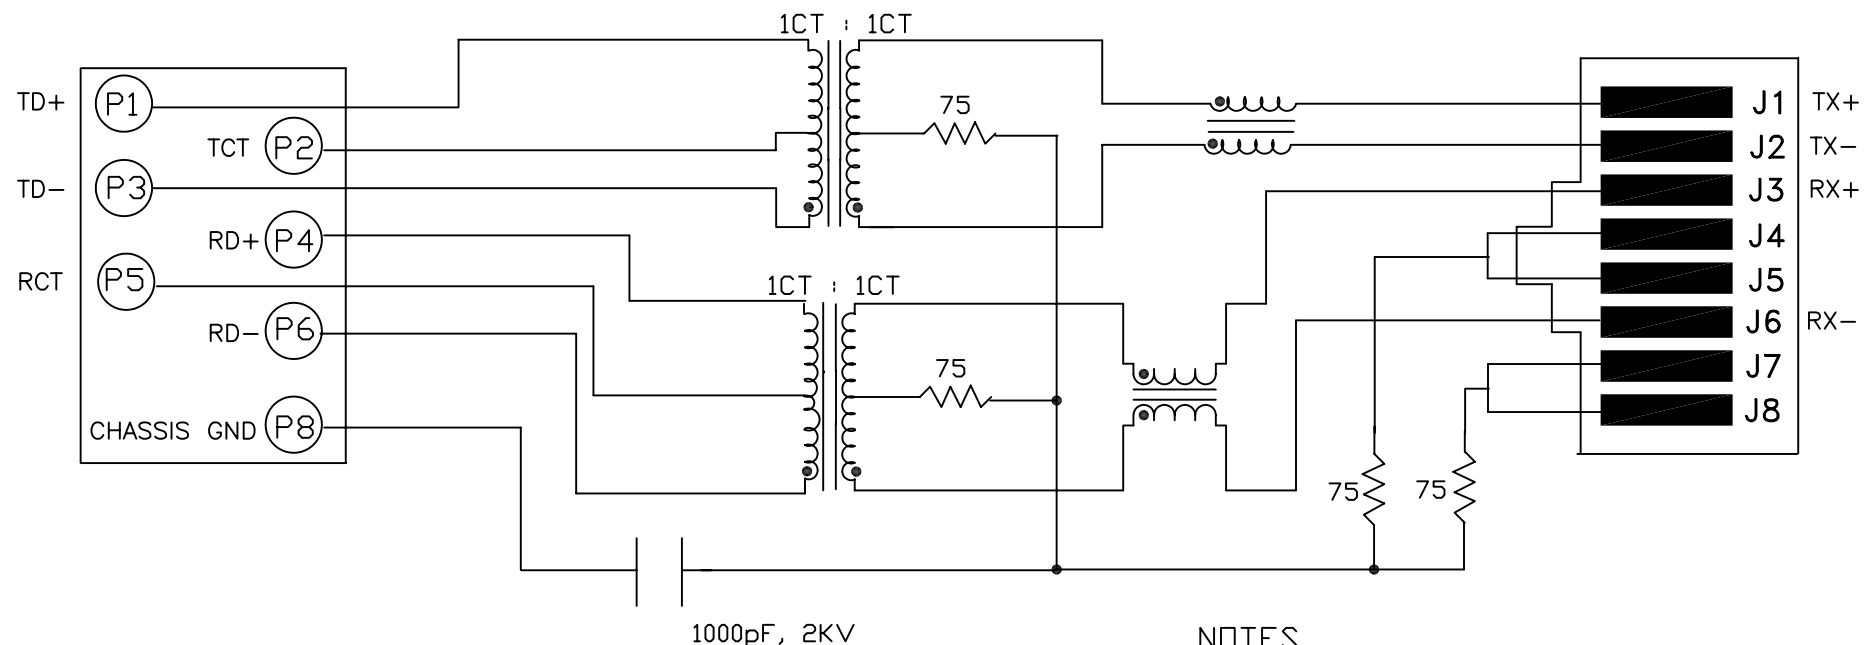 1CT : 1CT
TD+ P1 75 J1 TX+
TCT P2 J2 TX-
TD- P3 J3 RX+
RD+ P4 J4
RCT P5 1CT : 1CT J5
RD- P6 J6 RX-
75 J7
CHASSIS GND P8 J8
75 75
1000pF, 2KV NOTES